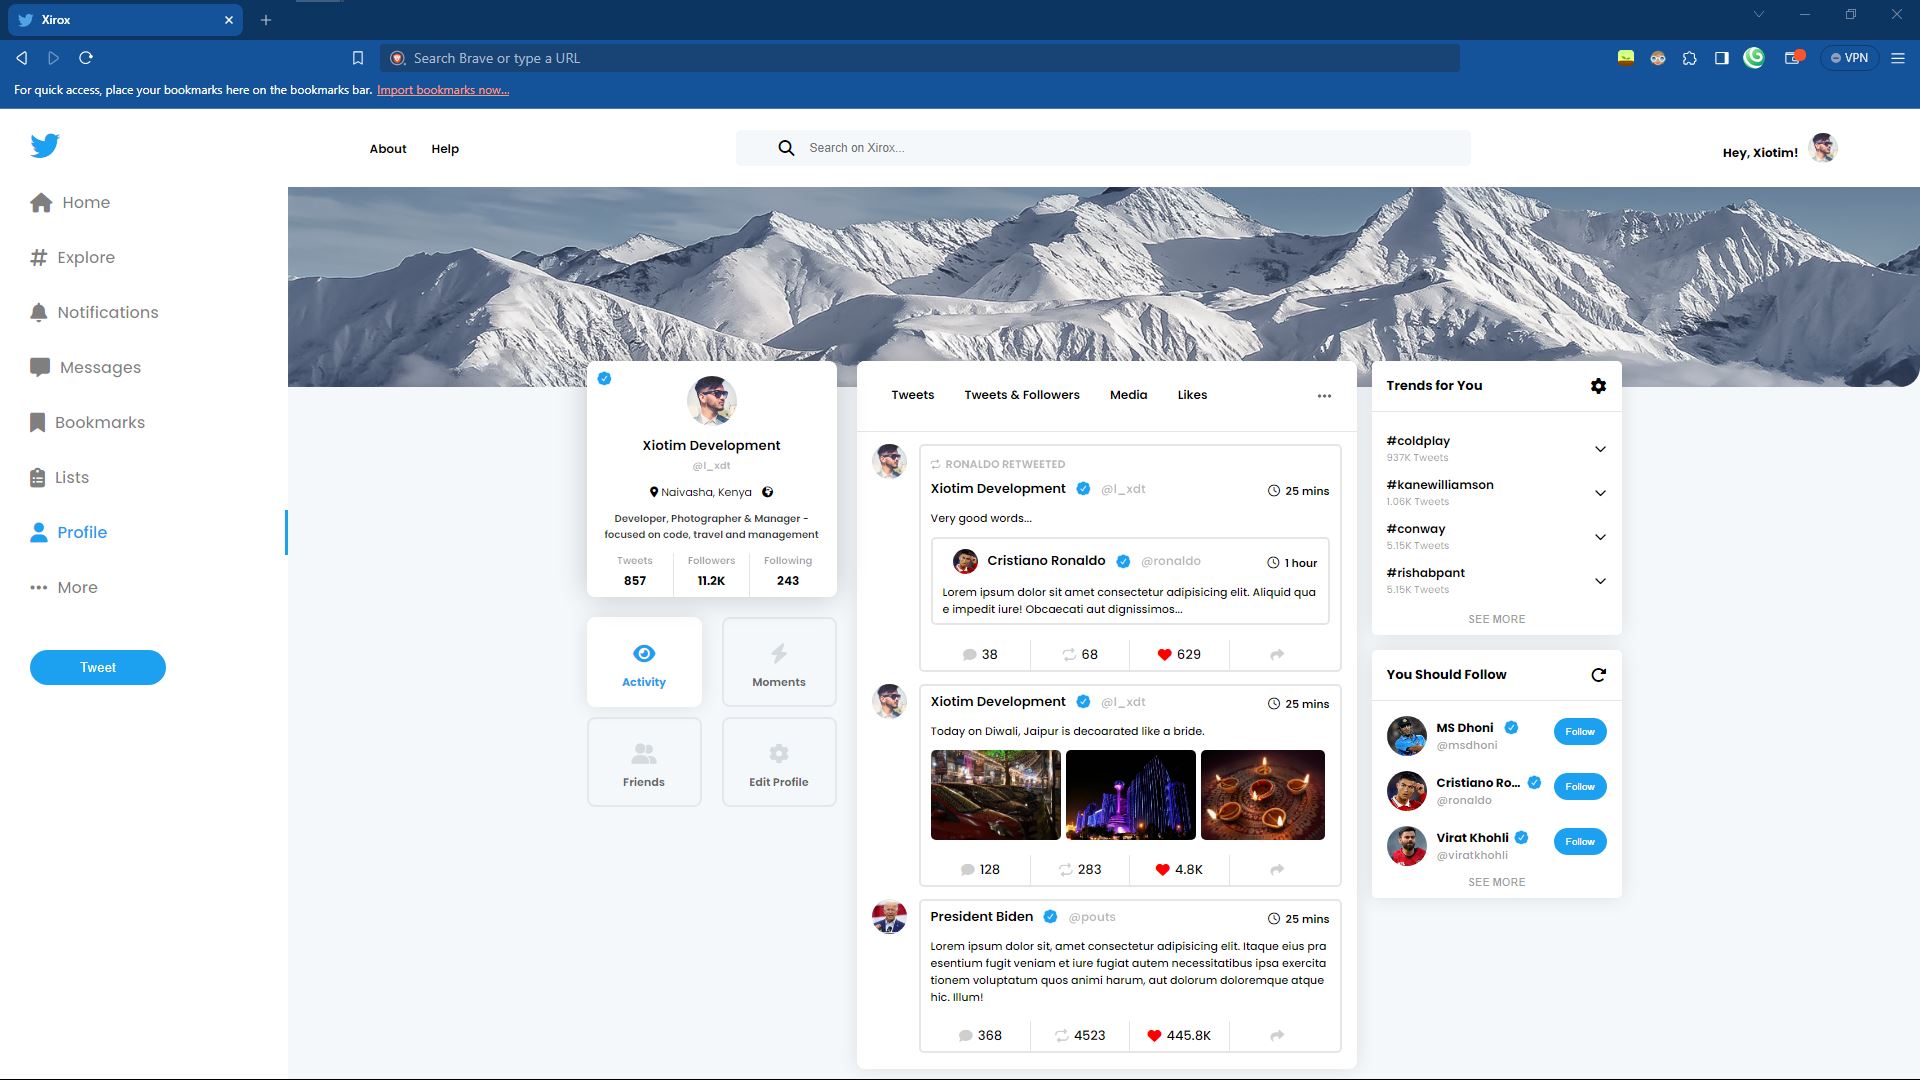 Xirox
Search Brave or type a URL
VPN
For quick access, place your bookmarks here on the bookmarks bar. Import bookmarks now...
About
Help
Search on Xirox...
Hey, Xiotim!
Home
Explore
Notifications
Messages
Bookmarks
Lists
Profile
More
Tweet
Xiotim Development
@l_xdt
Naivasha, Kenya
Developer, Photographer & Manager -
focused on code, travel and management
Tweets Followers Following
857 11.2K 243
Activity
Moments
Friends
Edit Profile
Tweets
Tweets & Followers
Media
Likes
RONALDO RETWEETED
Xiotim Development @l_xdt 25 mins
Very good words...
Cristiano Ronaldo @ronaldo 1 hour
Lorem ipsum dolor sit amet consectetur adipisicing elit. Aliquid qua
e impedit iure! Obcaecati aut dignissimos...
38 68 629
Xiotim Development @l_xdt 25 mins
Today on Diwali, Jaipur is decoarated like a bride.
128 283 4.8K
President Biden @pouts 25 mins
Lorem ipsum dolor sit, amet consectetur adipisicing elit. Itaque eius pra
esentium fugit veniam et iure fugiat autem necessitatibus ipsa exercita
tionem voluptatum quos animi harum, aut dolorum doloremque atque
hic. Illum!
368 4523 445.8K
Trends for You
#coldplay
937K Tweets
#kanewilliamson
1.06K Tweets
#conway
5.15K Tweets
#rishabpant
5.15K Tweets
SEE MORE
You Should Follow
MS Dhoni
@msdhoni
Follow
Cristiano Ro...
@ronaldo
Follow
Virat Khohli
@viratkhohli
Follow
SEE MORE